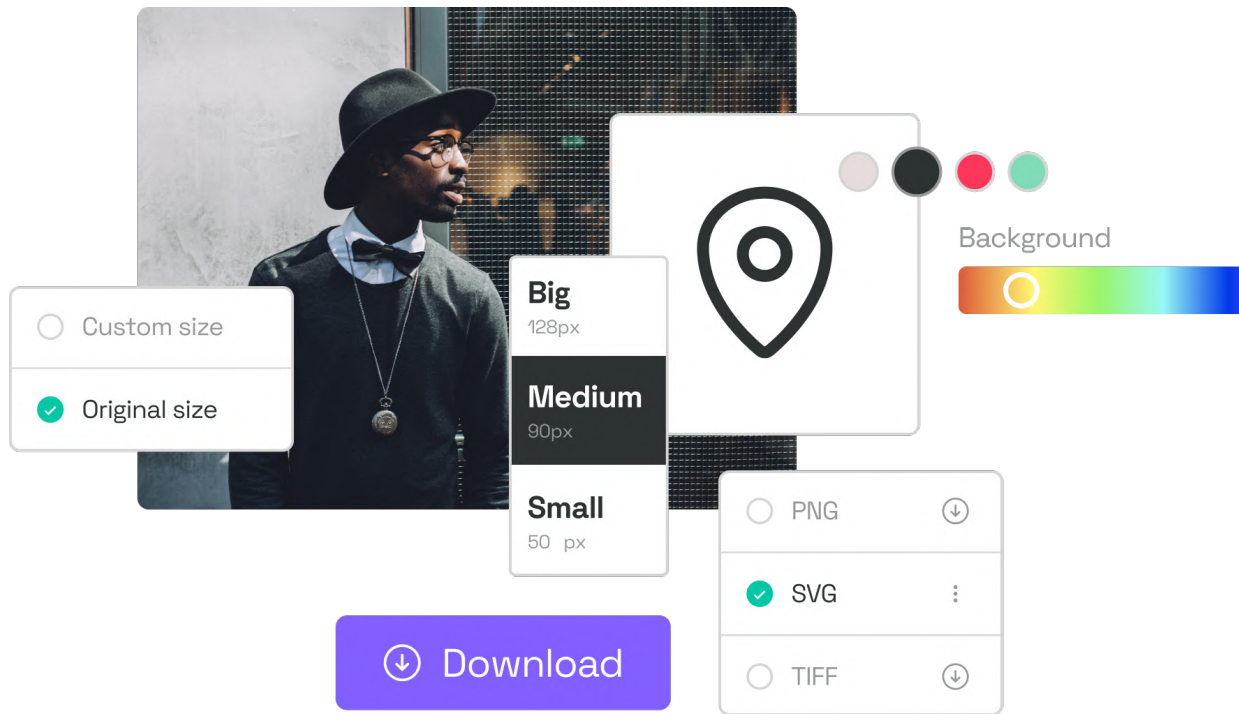 Background
Big
128px
Custom size
Medium
90px
Original size
Small
50 px
PNG
SVG
TIFF
Download